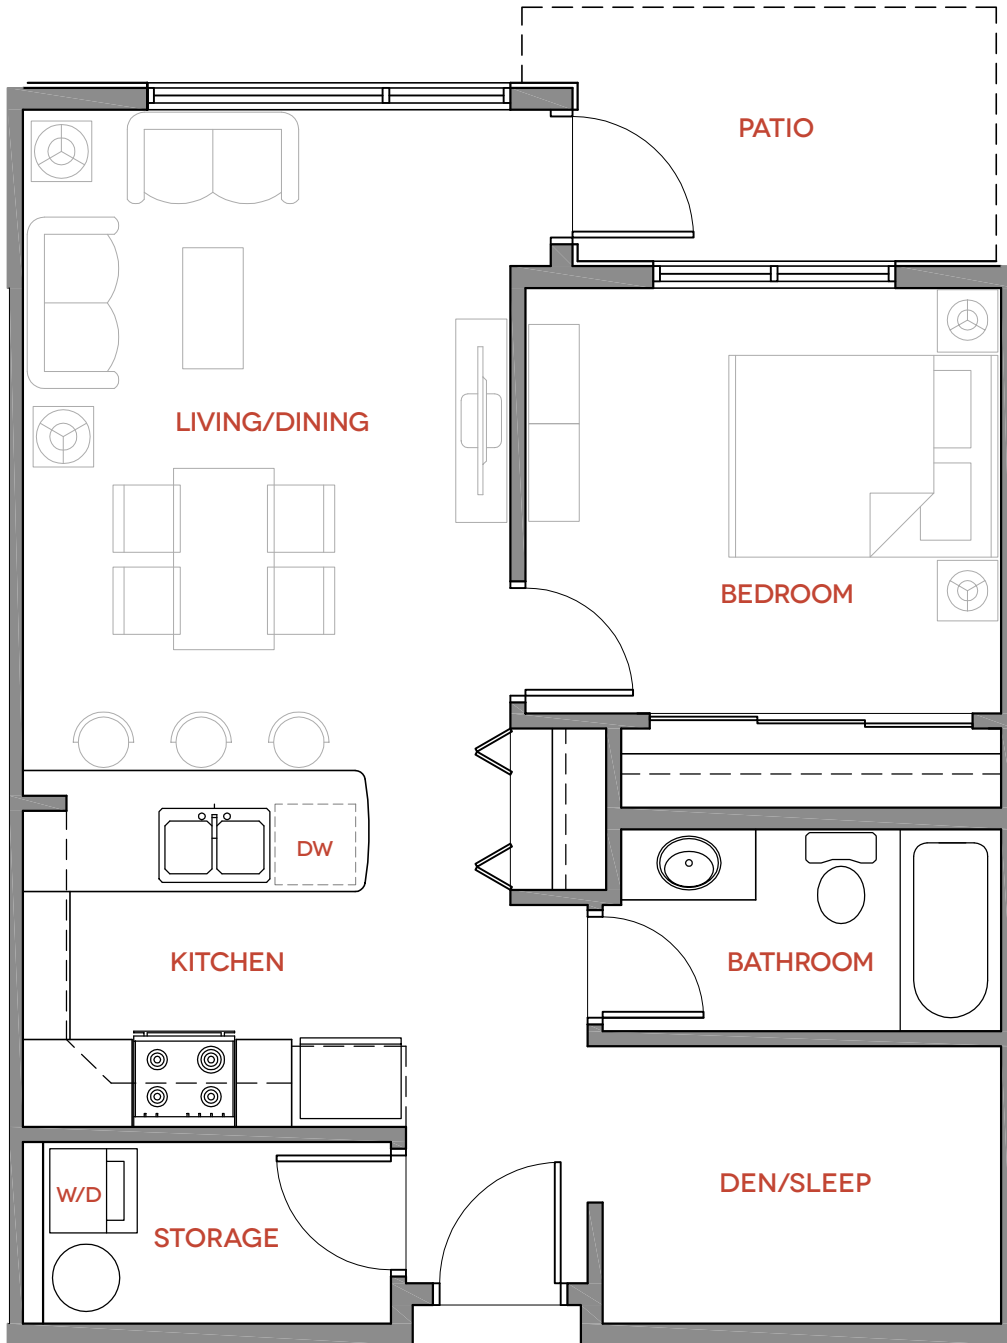 PATIO
LIVING/DINING
BEDROOM
DW
KITCHEN
BATHROOM
DEN/SLEEP
W/D
STORAGE